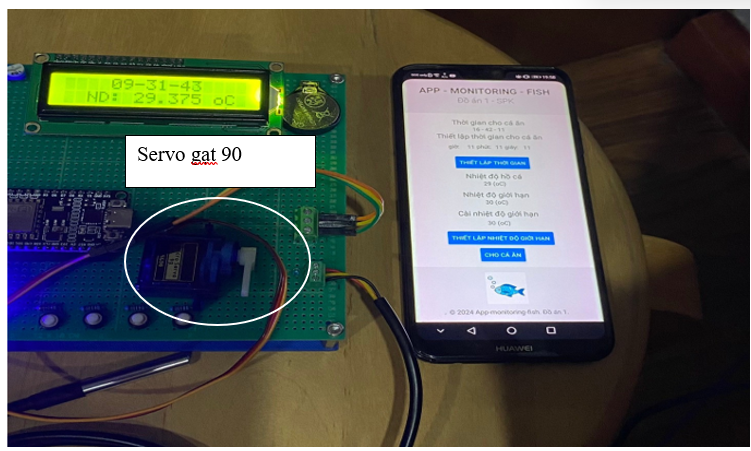 09-31-43
ND: 29.375 oC
Servo gat 90
APP - MONITORING - FISH
Đồ án 1 - SPK
Thời gian cho cá ăn
16 - 43 - 11
Thiết lập thời gian cho cá ăn
giờ: 11 phút: 11 giây: 11
THIẾT LẬP THỜI GIAN
Nhiệt độ hồ cá
29 (oC)
Nhiệt độ giới hạn
30 (oC)
Cài nhiệt độ giới hạn
30 (oC)
THIẾT LẬP NHIỆT ĐỘ GIỚI HẠN
CHO CÁ ĂN
© 2024 App-monitoring-fish. Đồ án 1.
HUAWEI